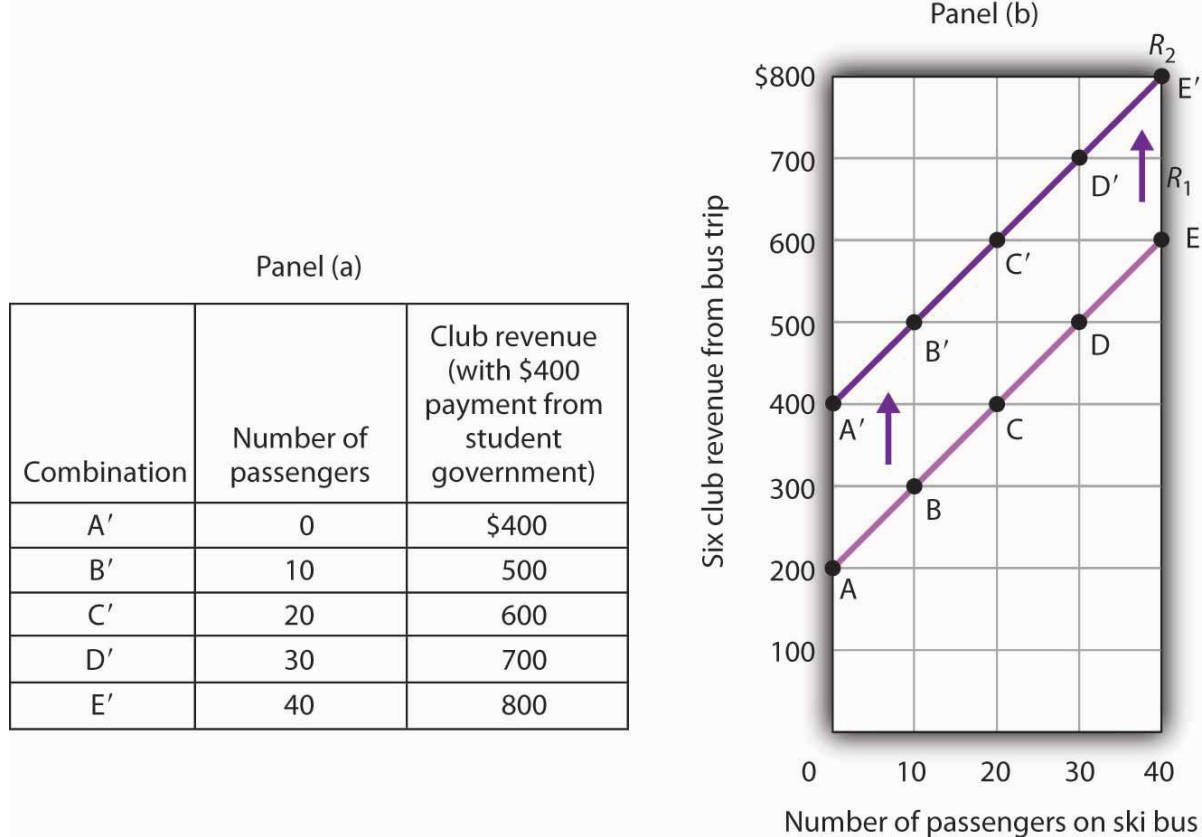 Panel (a)
Combination
Number of
passengers
Club revenue
(with $400
payment from
student
government)
A′ 0 $400
B′ 10 500
C′ 20 600
D′ 30 700
E′ 40 800
Panel (b)
Six club revenue from bus trip
R2
$800
E′
700
D′
R1
600
C′
E
500
B′
D
400
A′
C
300
B
200
A
100
0 10 20 30 40
Number of passengers on ski bus